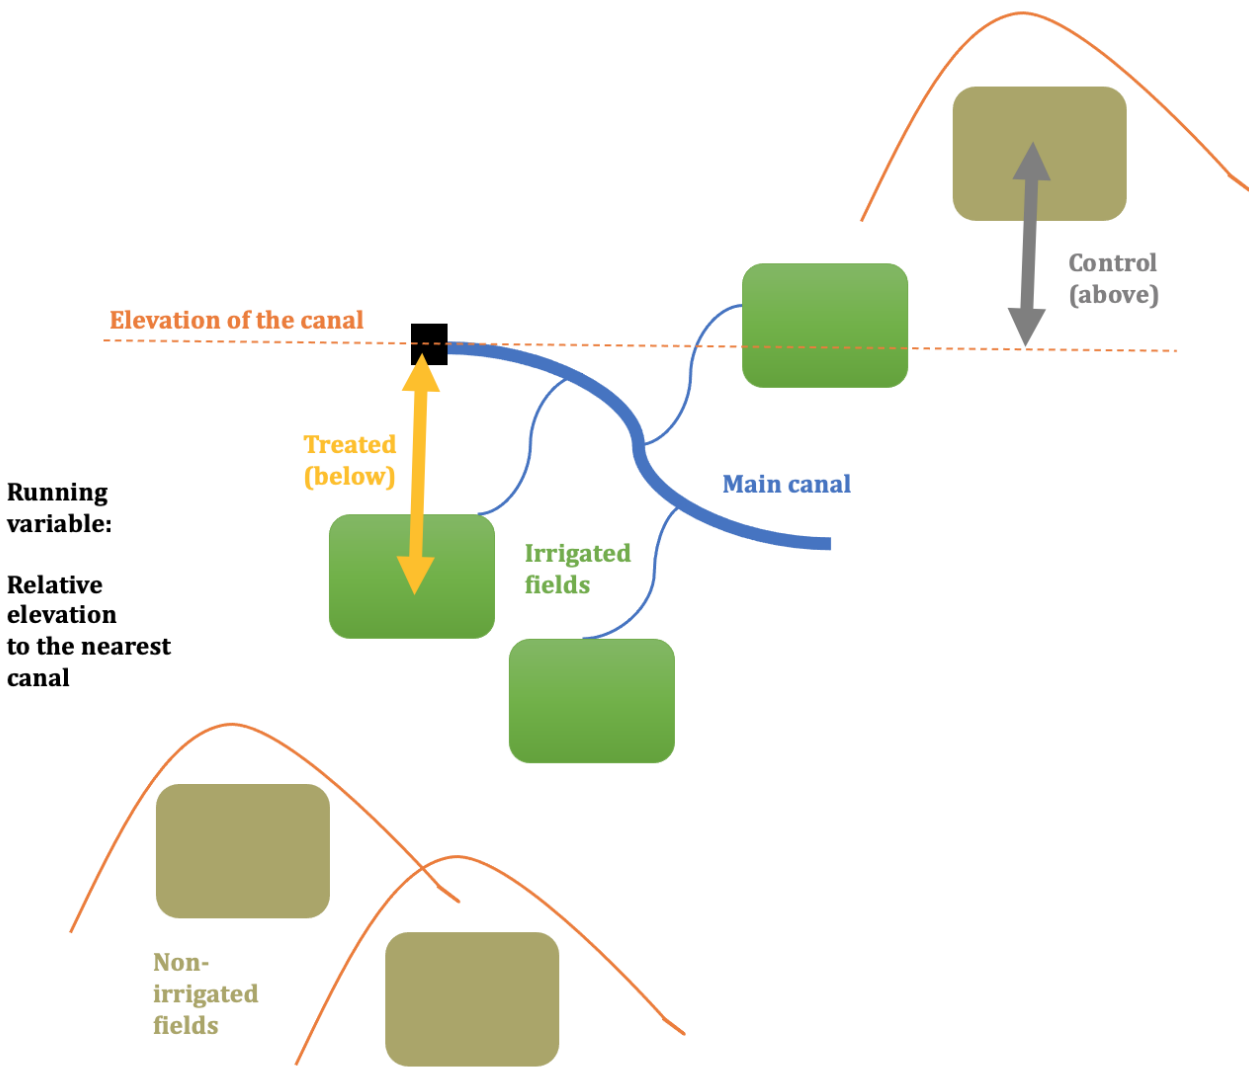 Control
(above)
Elevation of the canal
Treated
(below)
Main canal
Running
variable:
Relative
elevation
to the nearest
canal
Irrigated
fields
Non-
irrigated
fields